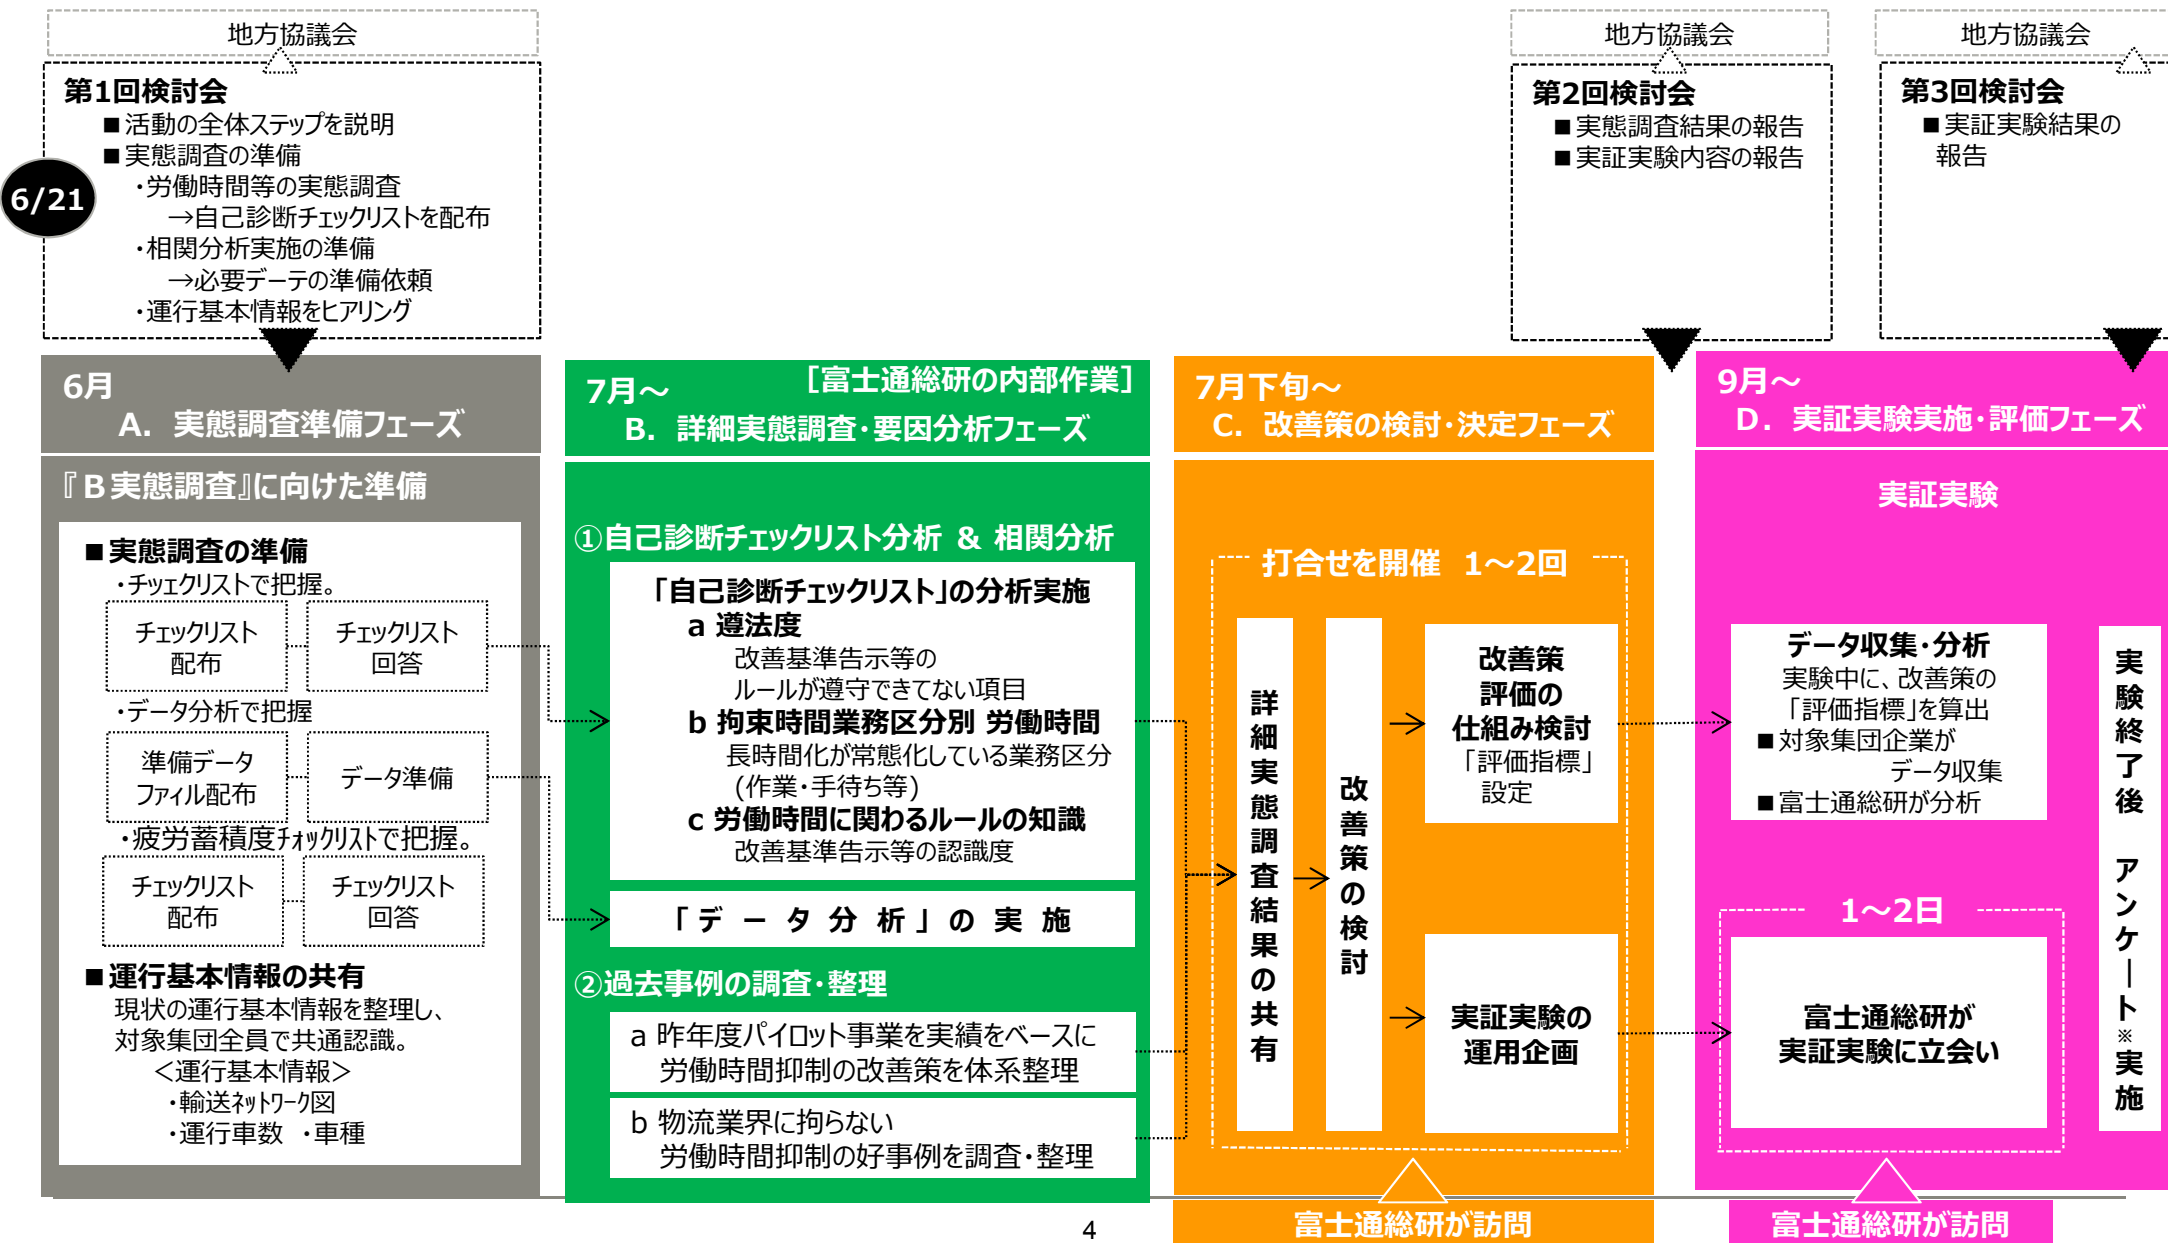 地方協議会
第1回検討会
■活動の全体ステップを説明
■実態調査の準備
・労働時間等の実態調査
→自己診断チェックリストを配布
・相関分析実施の準備
→必要データの準備依頼
・運行基本情報をヒアリング
6/21
地方協議会
第2回検討会
■実態調査結果の報告
■実証実験内容の報告
地方協議会
第3回検討会
■実証実験結果の
報告
6月
A. 実態調査準備フェーズ
『B実態調査』に向けた準備
■実態調査の準備
・チッェクリストで把握。
チェックリスト
配布
チェックリスト
回答
・データ分析で把握
準備データ
ファイル配布
データ準備
・疲労蓄積度チォックリストで把握。
チェックリスト
配布
チェックリスト
回答
■運行基本情報の共有
現状の運行基本情報を整理し、
対象集団全員で共通認識。
＜運行基本情報＞
・輸送ネットワーク図
・運行車数 ・車種
7月～
[富士通総研の内部作業]
B. 詳細実態調査・要因分析フェーズ
①自己診断チェックリスト分析 & 相関分析
「自己診断チェックリスト」の分析実施
a 遵法度
改善基準告示等の
ルールが遵守できてない項目
b 拘束時間業務区分別 労働時間
長時間化が常態化している業務区分
(作業・手待ち等)
c 労働時間に関わるルールの知識
改善基準告示等の認識度
「データ分析」の実施
②過去事例の調査・整理
a 昨年度パイロット事業を実績をベースに
労働時間抑制の改善策を体系整理
b 物流業界に拘らない
労働時間抑制の好事例を調査・整理
7月下旬～
C. 改善策の検討・決定フェーズ
打合せを開催 1～2回
詳細実態調査結果の共有
改善策の検討
改善策
評価の
仕組み検討
「評価指標」
設定
実証実験の
運用企画
富士通総研が訪問
9月～
D. 実証実験実施・評価フェーズ
実証実験
データ収集・分析
実験中に、改善策の
「評価指標」を算出
■対象集団企業が
データ収集
■富士通総研が分析
1～2日
富士通総研が
実証実験に立会い
実験終了後 アンケート※実施
富士通総研が訪問
4